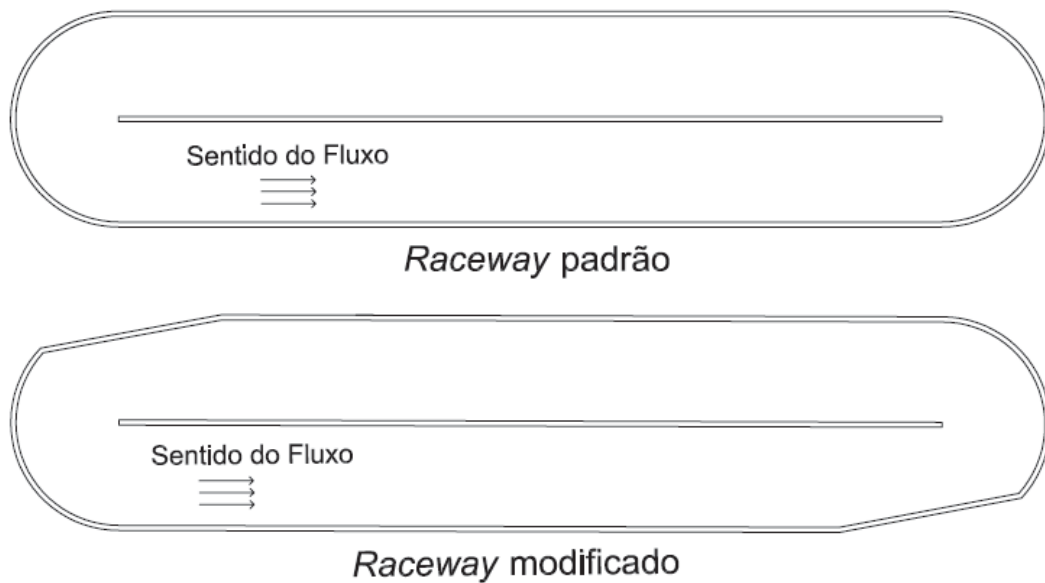 Sentido do Fluxo
Raceway padrão
Sentido do Fluxo
Raceway modificado